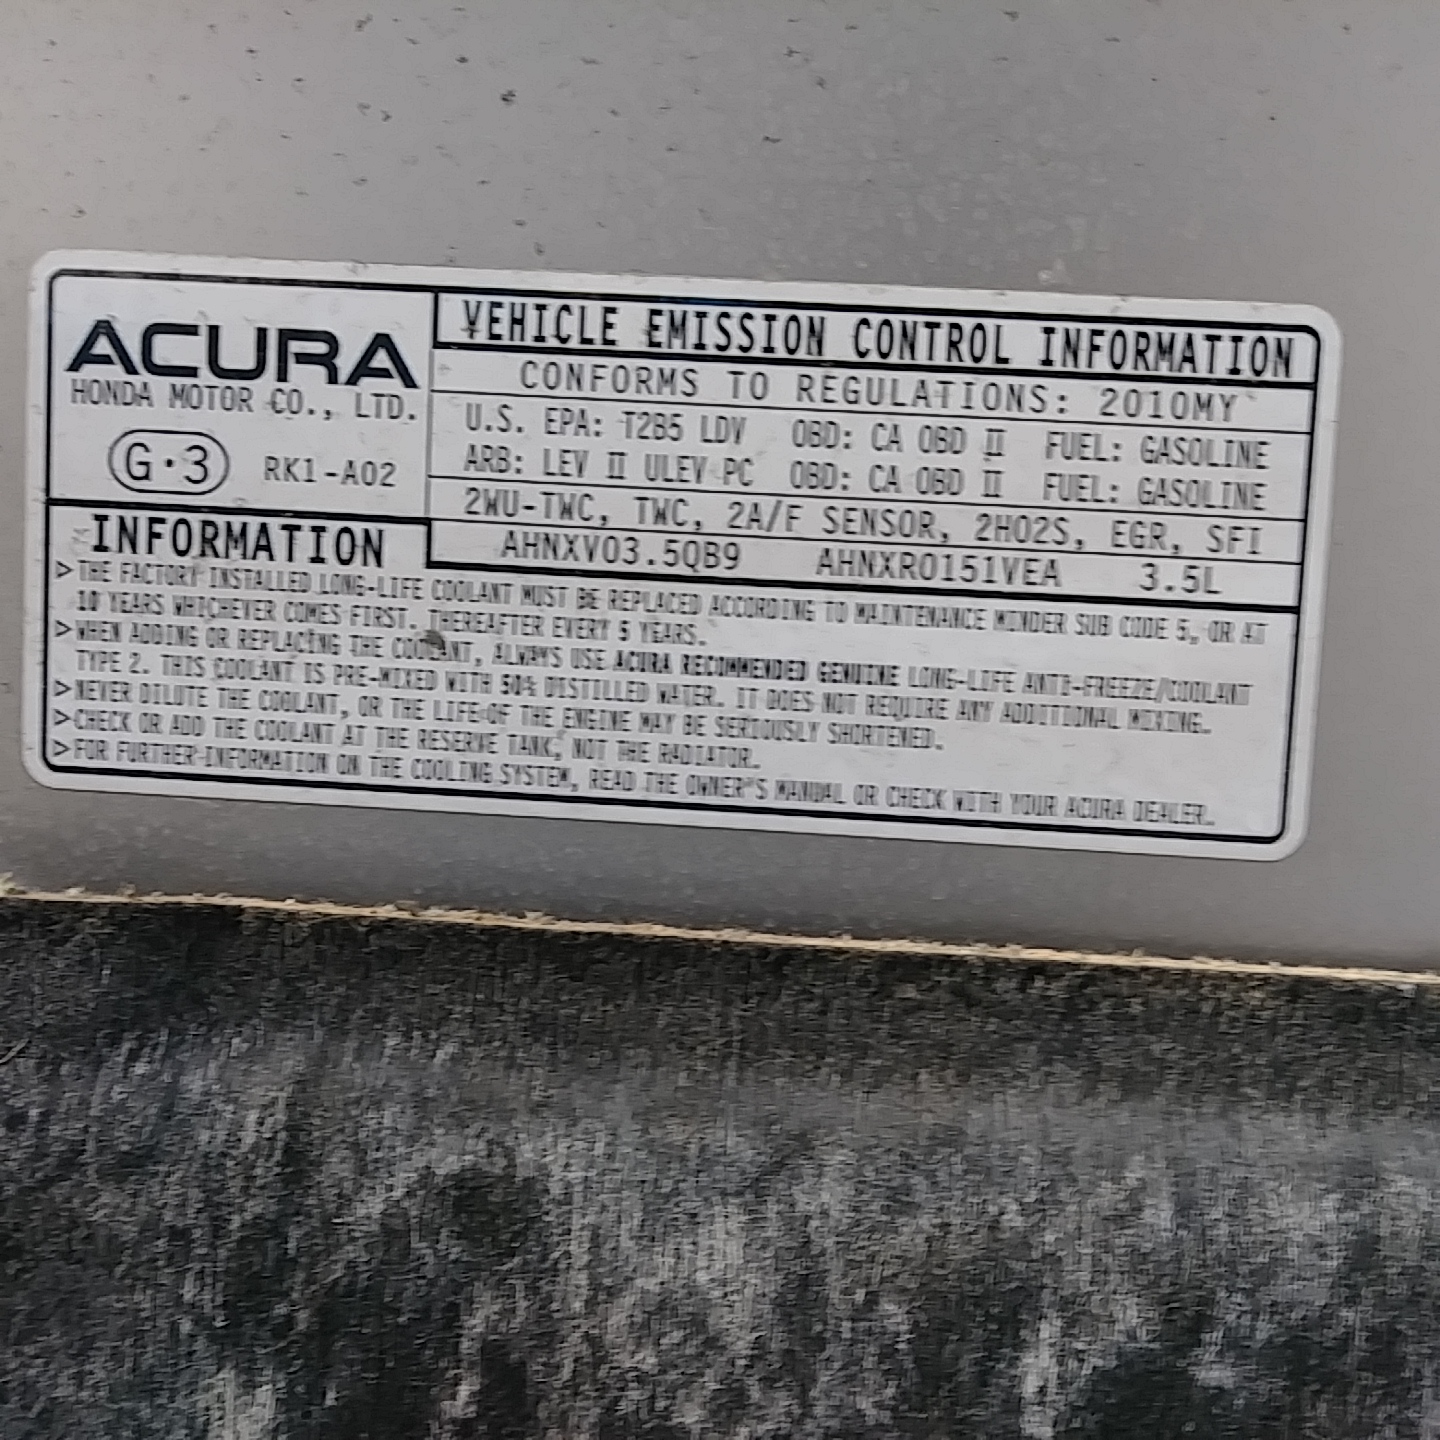 ACURA
HONDA MOTOR CO., LTD.
G·3 RK1-A02
VEHICLE EMISSION CONTROL INFORMATION
CONFORMS TO REGULATIONS: 2010MY
U.S. EPA: T2B5 LDV OBD: CA OBD II FUEL: GASOLINE
ARB: LEV II ULEV PC OBD: CA OBD II FUEL: GASOLINE
2WU-TWC, TWC, 2A/F SENSOR, 2HO2S, EGR, SFI
AHNXV03.5QB9 AHNXR0151VEA 3.5L
INFORMATION
>THE FACTORY INSTALLED LONG-LIFE COOLANT MUST BE REPLACED ACCORDING TO MAINTENANCE MINDER SUB CODE 5, OR AT
10 YEARS WHICHEVER COMES FIRST. THEREAFTER EVERY 5 YEARS.
>WHEN ADDING OR REPLACING THE COOLANT, ALWAYS USE ACURA RECOMMENDED GENUINE LONG-LIFE ANTI-FREEZE/COOLANT
TYPE 2. THIS COOLANT IS PRE-MIXED WITH 50% DISTILLED WATER. IT DOES NOT REQUIRE ANY ADDITIONAL MIXING.
>NEVER DILUTE THE COOLANT, OR THE LIFE OF THE ENGINE MAY BE SERIOUSLY SHORTENED.
>CHECK OR ADD THE COOLANT AT THE RESERVE TANK, NOT THE RADIATOR.
>FOR FURTHER INFORMATION ON THE COOLING SYSTEM, READ THE OWNER'S MANUAL OR CHECK WITH YOUR ACURA DEALER.